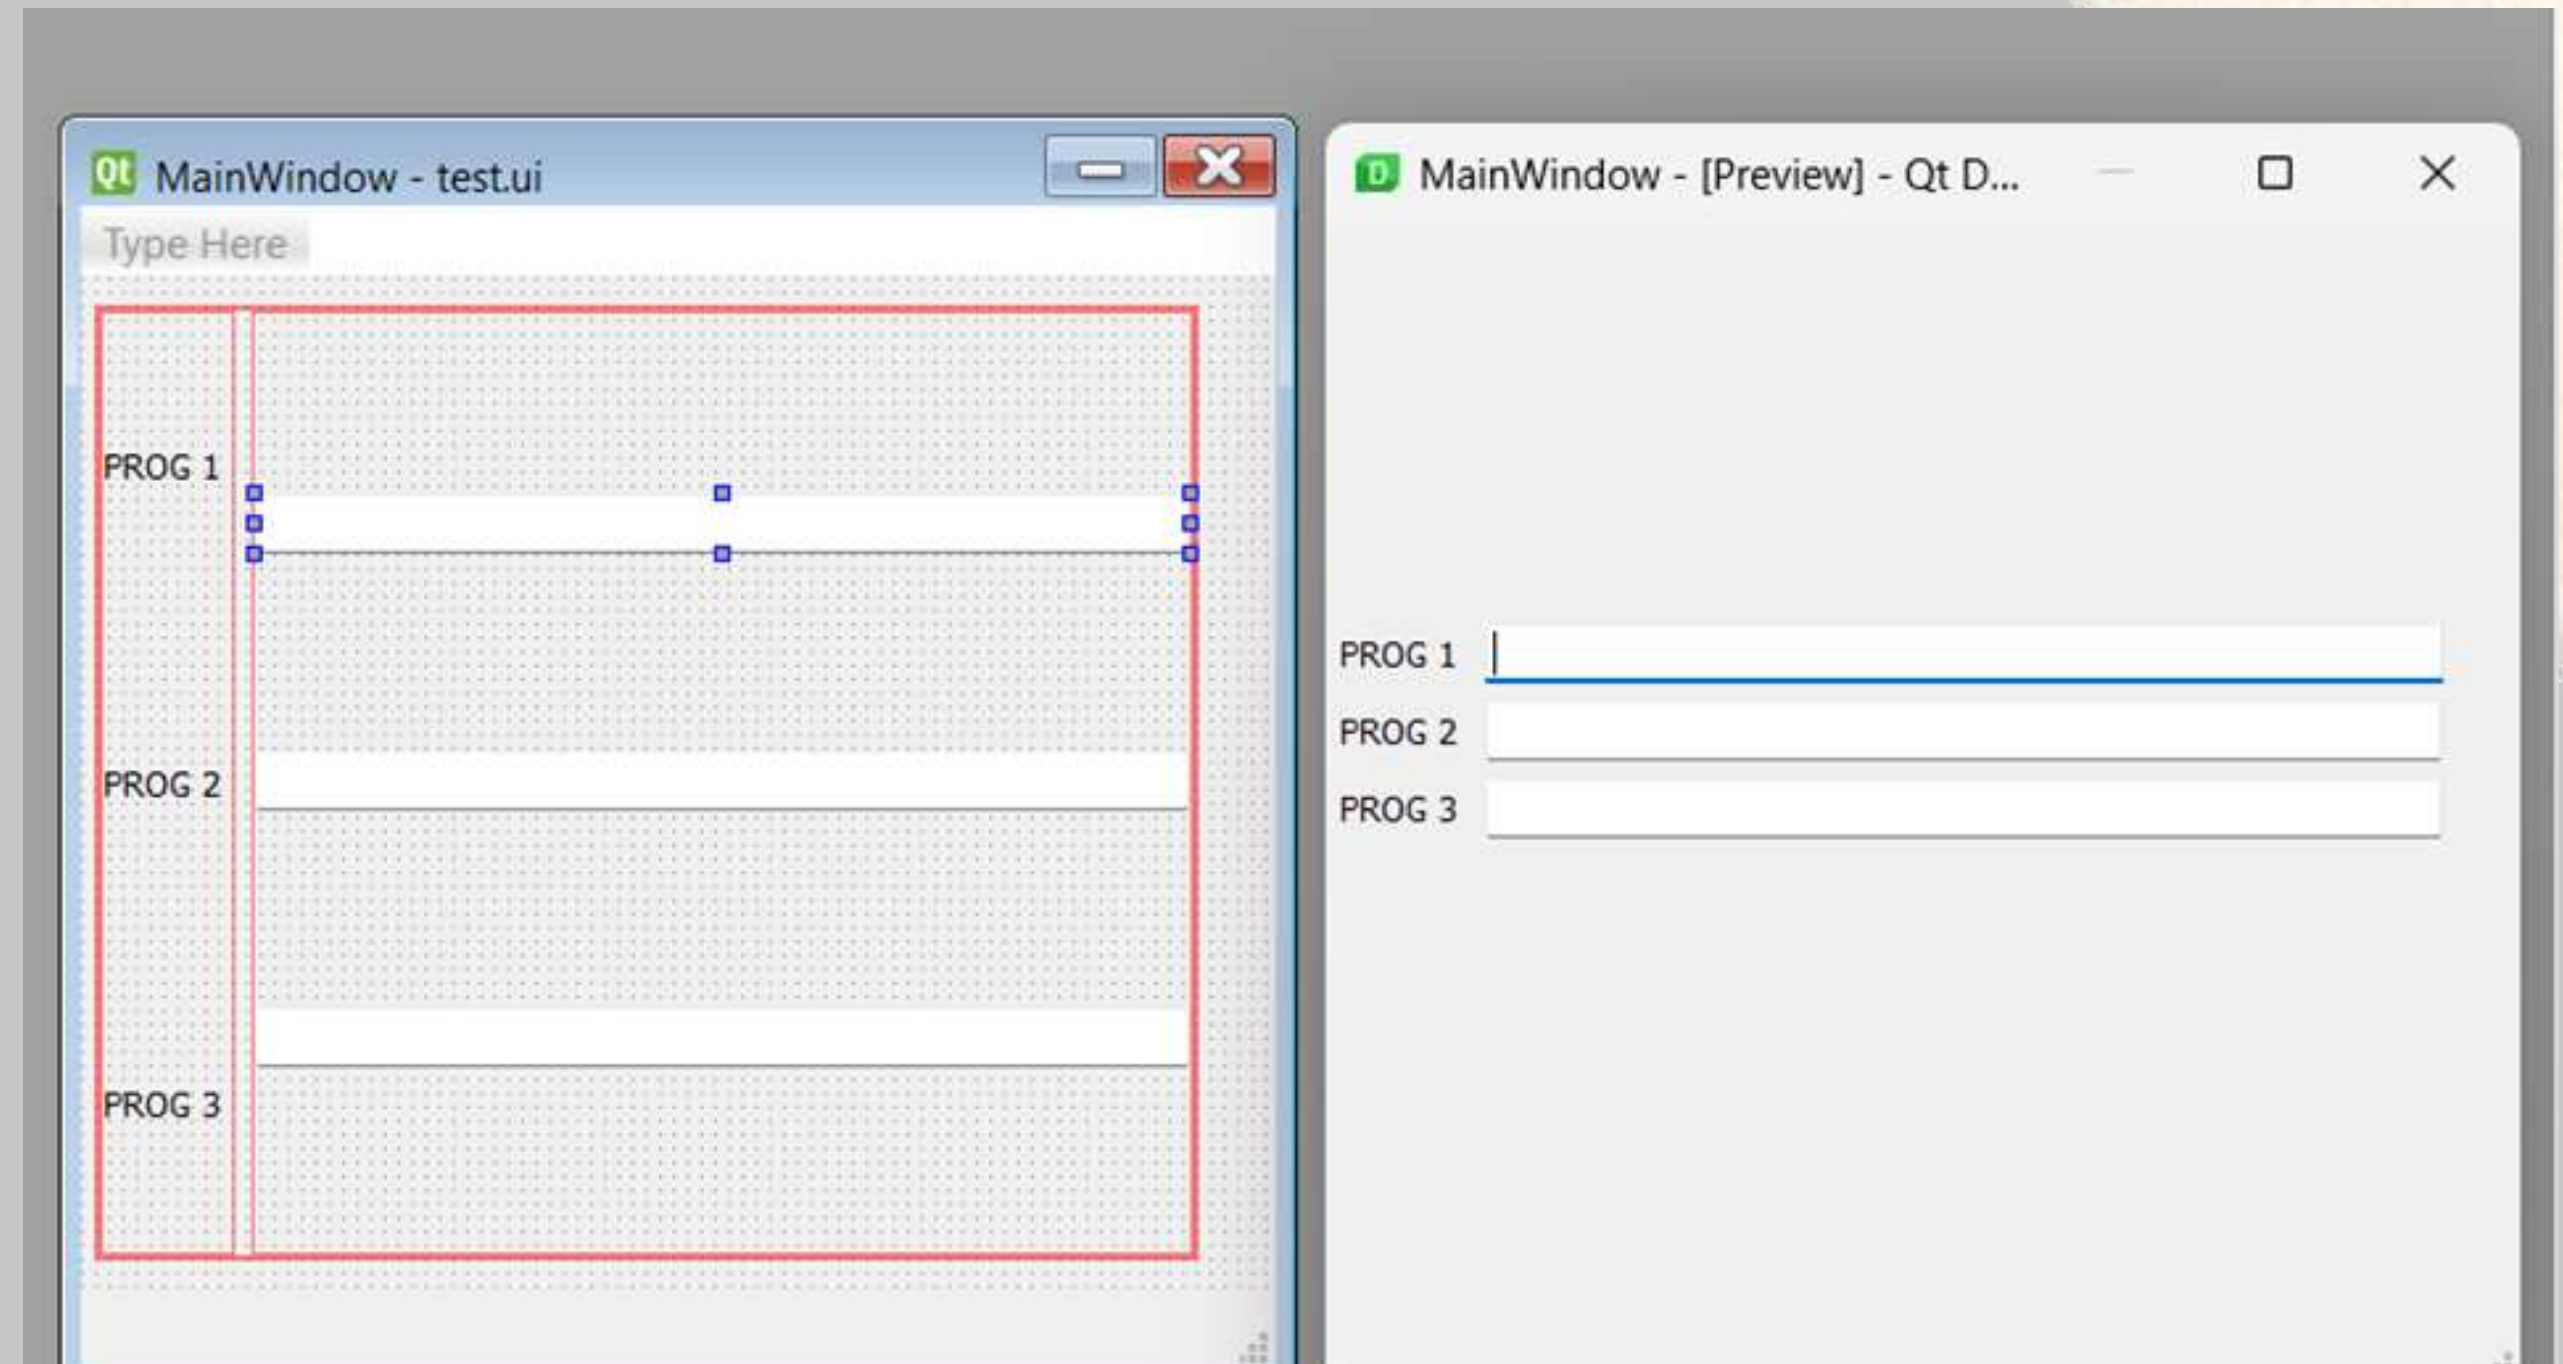 Qt MainWindow - test.ui
Type Here
PROG 1
PROG 2
PROG 3
D MainWindow - [Preview] - Qt D...
PROG 1
PROG 2
PROG 3